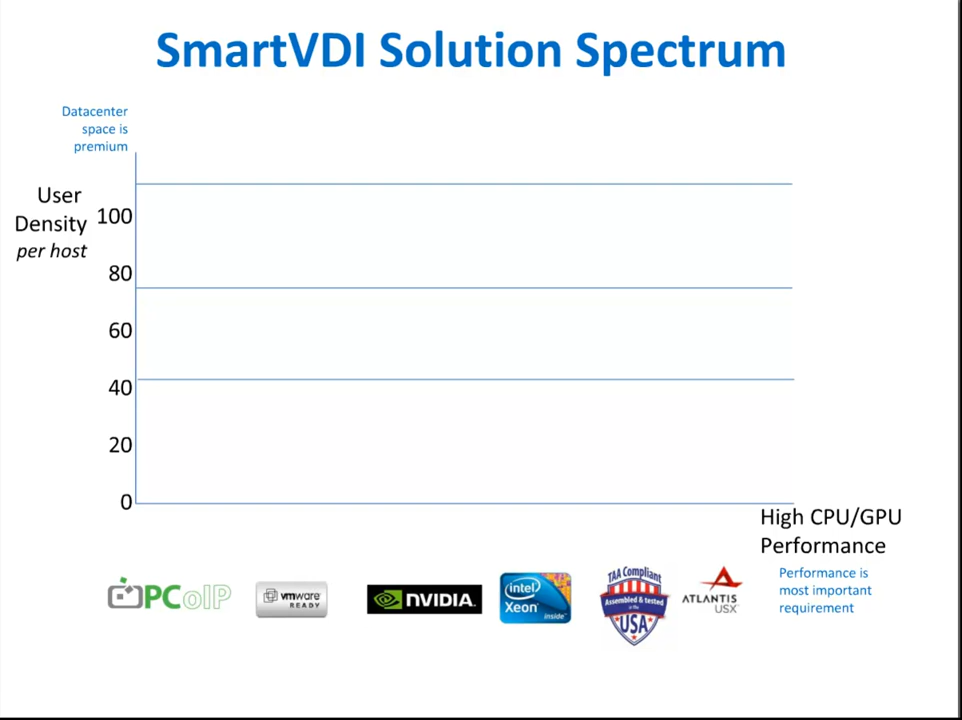 SmartVDI Solution Spectrum
Datacenter
space is
premium
User
Density
per host
100
80
60
40
20
0
High CPU/GPU
Performance
Performance is
most important
requirement
PCoIP
vmware
READY
NVIDIA.
intel
Xeon
inside
TAA Compliant
Assembled & tested
in the
USA
ATLANTIS
USX